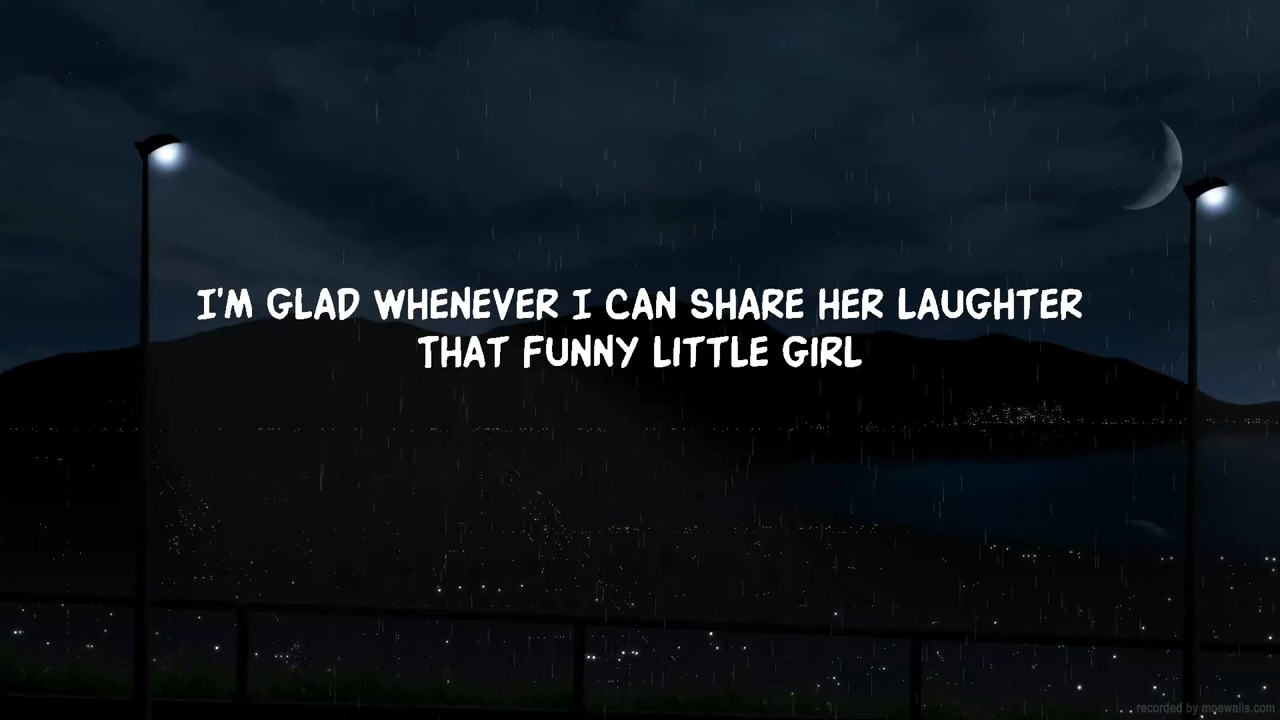 I'M GLAD WHENEVER I CAN SHARE HER LAUGHTER
THAT FUNNY LITTLE GIRL
recorded by moewalls.com